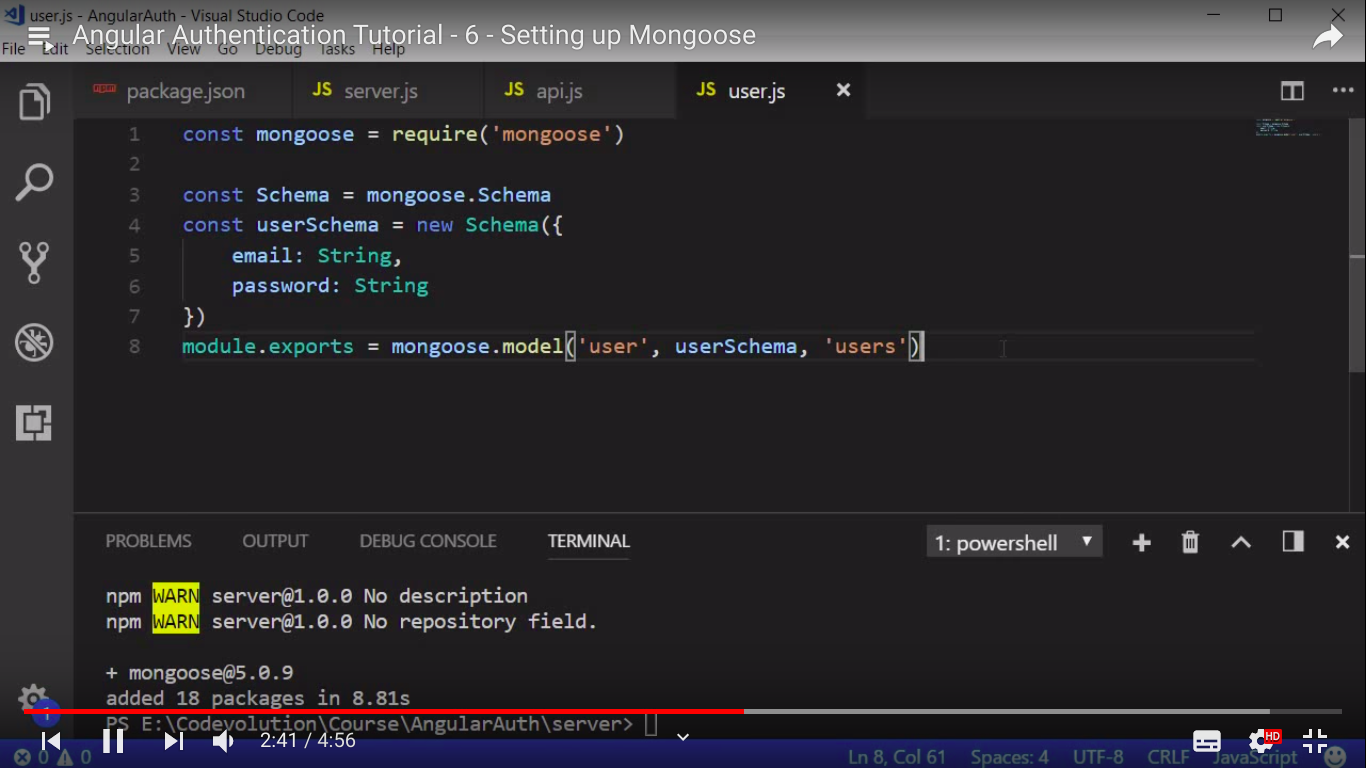 user.js - AngularAuth - Visual Studio Code
Angular Authentication Tutorial - 6 - Setting up Mongoose
File Edit Selection View Go Debug Tasks Help
npm package.json JS server.js JS api.js JS user.js
1 const mongoose = require('mongoose')
2
3 const Schema = mongoose.Schema
4 const userSchema = new Schema({
5 email: String,
6 password: String
7 })
8 module.exports = mongoose.model('user', userSchema, 'users')
PROBLEMS OUTPUT DEBUG CONSOLE TERMINAL 1: powershell
npm WARN server@1.0.0 No description
npm WARN server@1.0.0 No repository field.
+ mongoose@5.0.9
added 18 packages in 8.81s
1
PS E:\Codevolution\Course\AngularAuth\server>
2:41 / 4:56 HD
0 0 Ln 8, Col 61 Spaces: 4 UTF-8 CRLF JavaScript